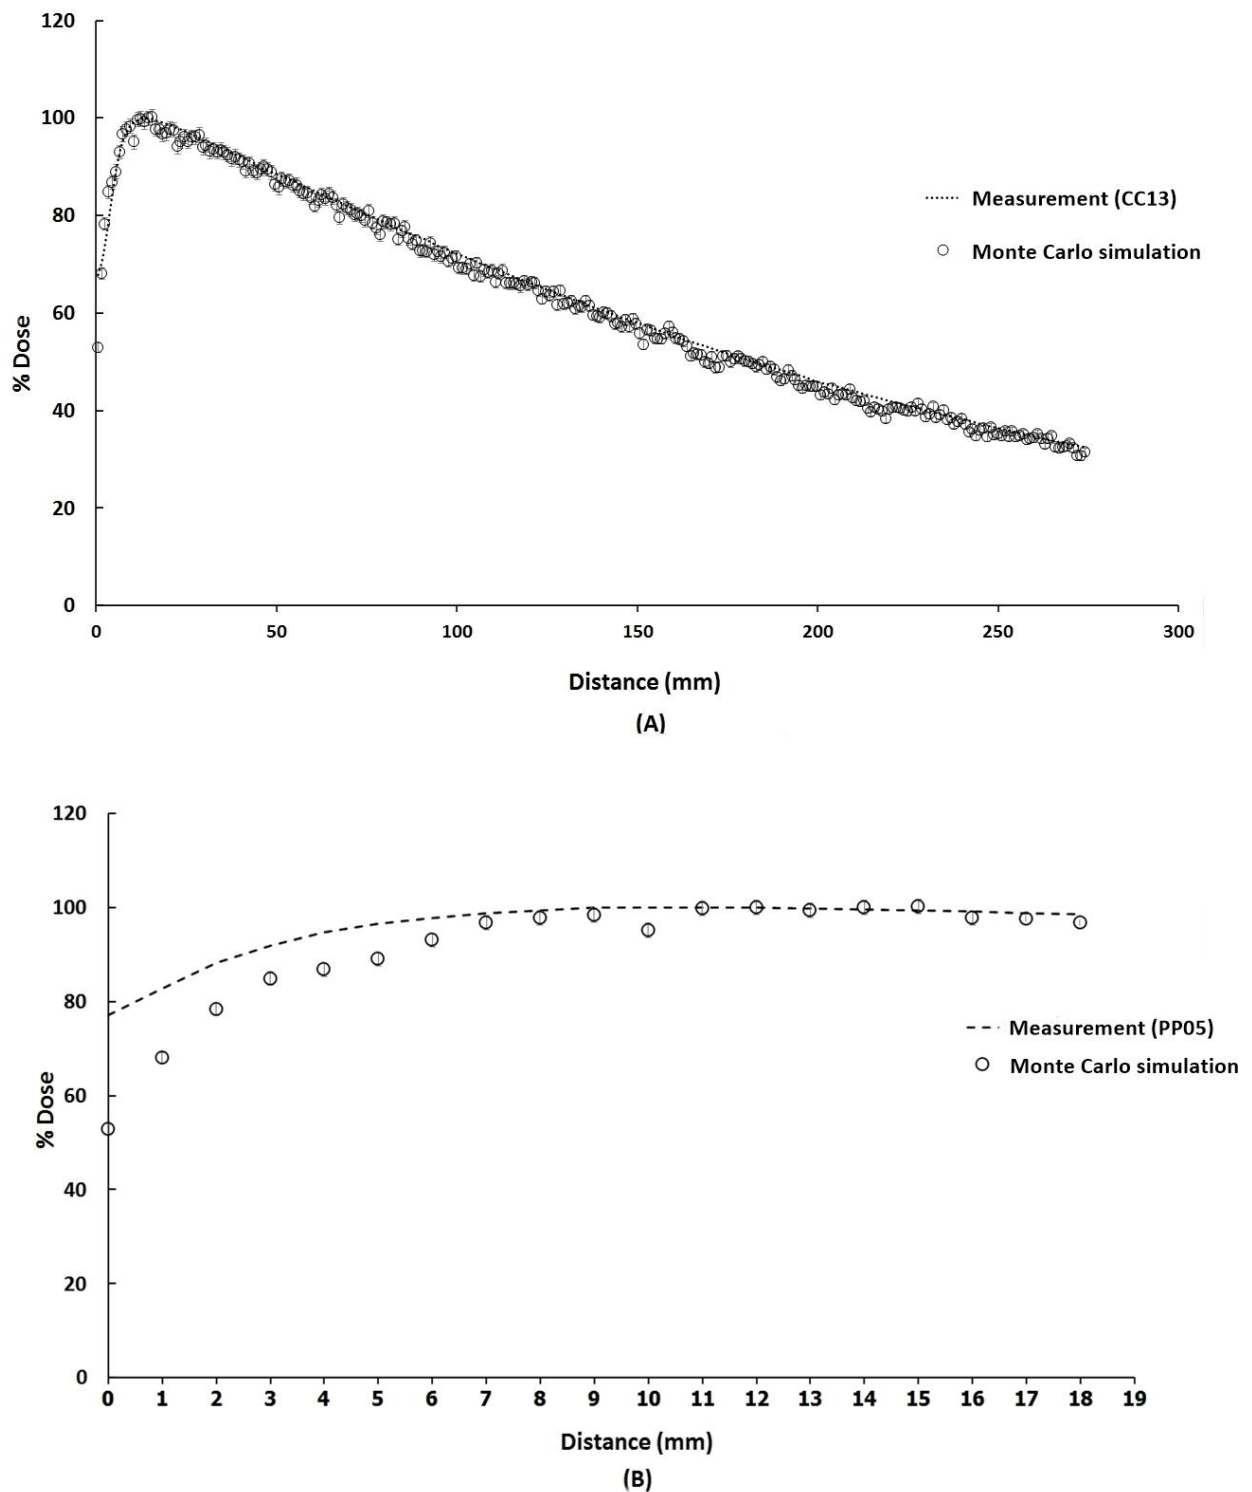 120
100
80
60
40
20
0
% Dose
Measurement (CC13)
Monte Carlo simulation
0 50 100 150 200 250 300
Distance (mm)
(A)
120
100
80
60
40
20
0
% Dose
Measurement (PP05)
Monte Carlo simulation
0 1 2 3 4 5 6 7 8 9 10 11 12 13 14 15 16 17 18 19
Distance (mm)
(B)